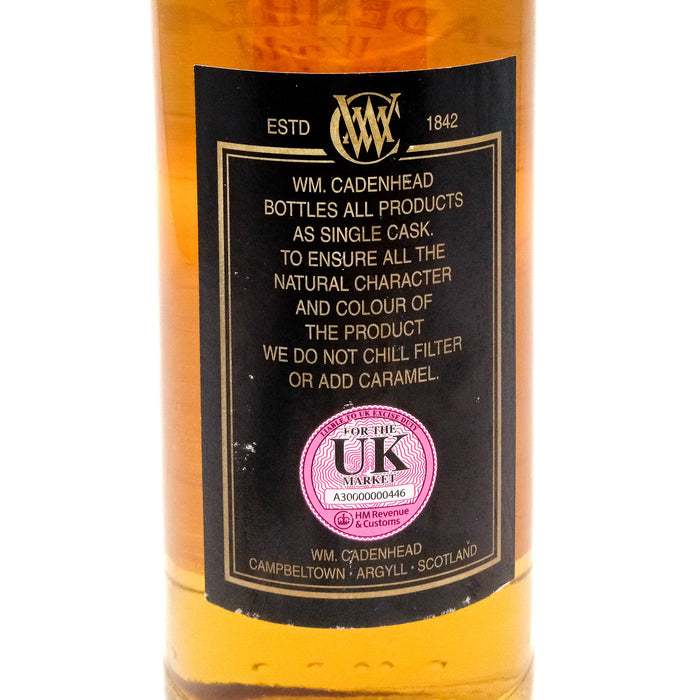 ESTD WC 1842
WM. CADENHEAD
BOTTLES ALL PRODUCTS
AS SINGLE CASK.
TO ENSURE ALL THE
NATURAL CHARACTER
AND COLOUR OF
THE PRODUCT
WE DO NOT CHILL FILTER
OR ADD CARAMEL.
LIABLE TO UK EXCISE DUTY
FOR THE
UK
MARKET
A30000000446
HM Revenue
& Customs
WM. CADENHEAD
CAMPBELTOWN · ARGYLL · SCOTLAND